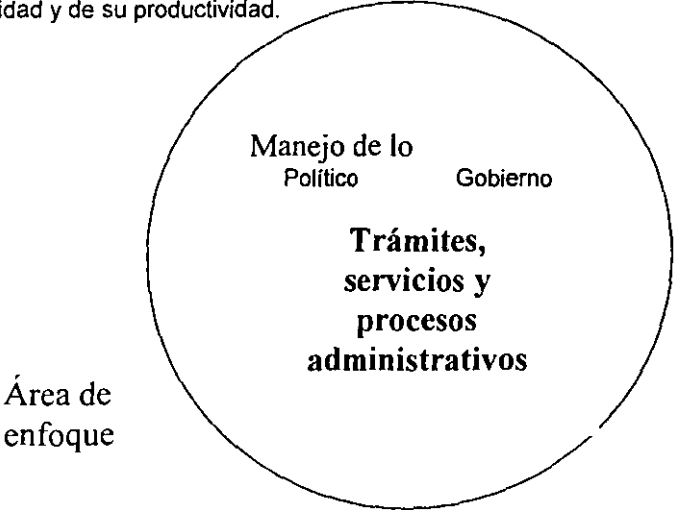 idad y de su productividad.
Manejo de lo
Político Gobierno
Trámites,
servicios y
procesos
administrativos
Área de
enfoque